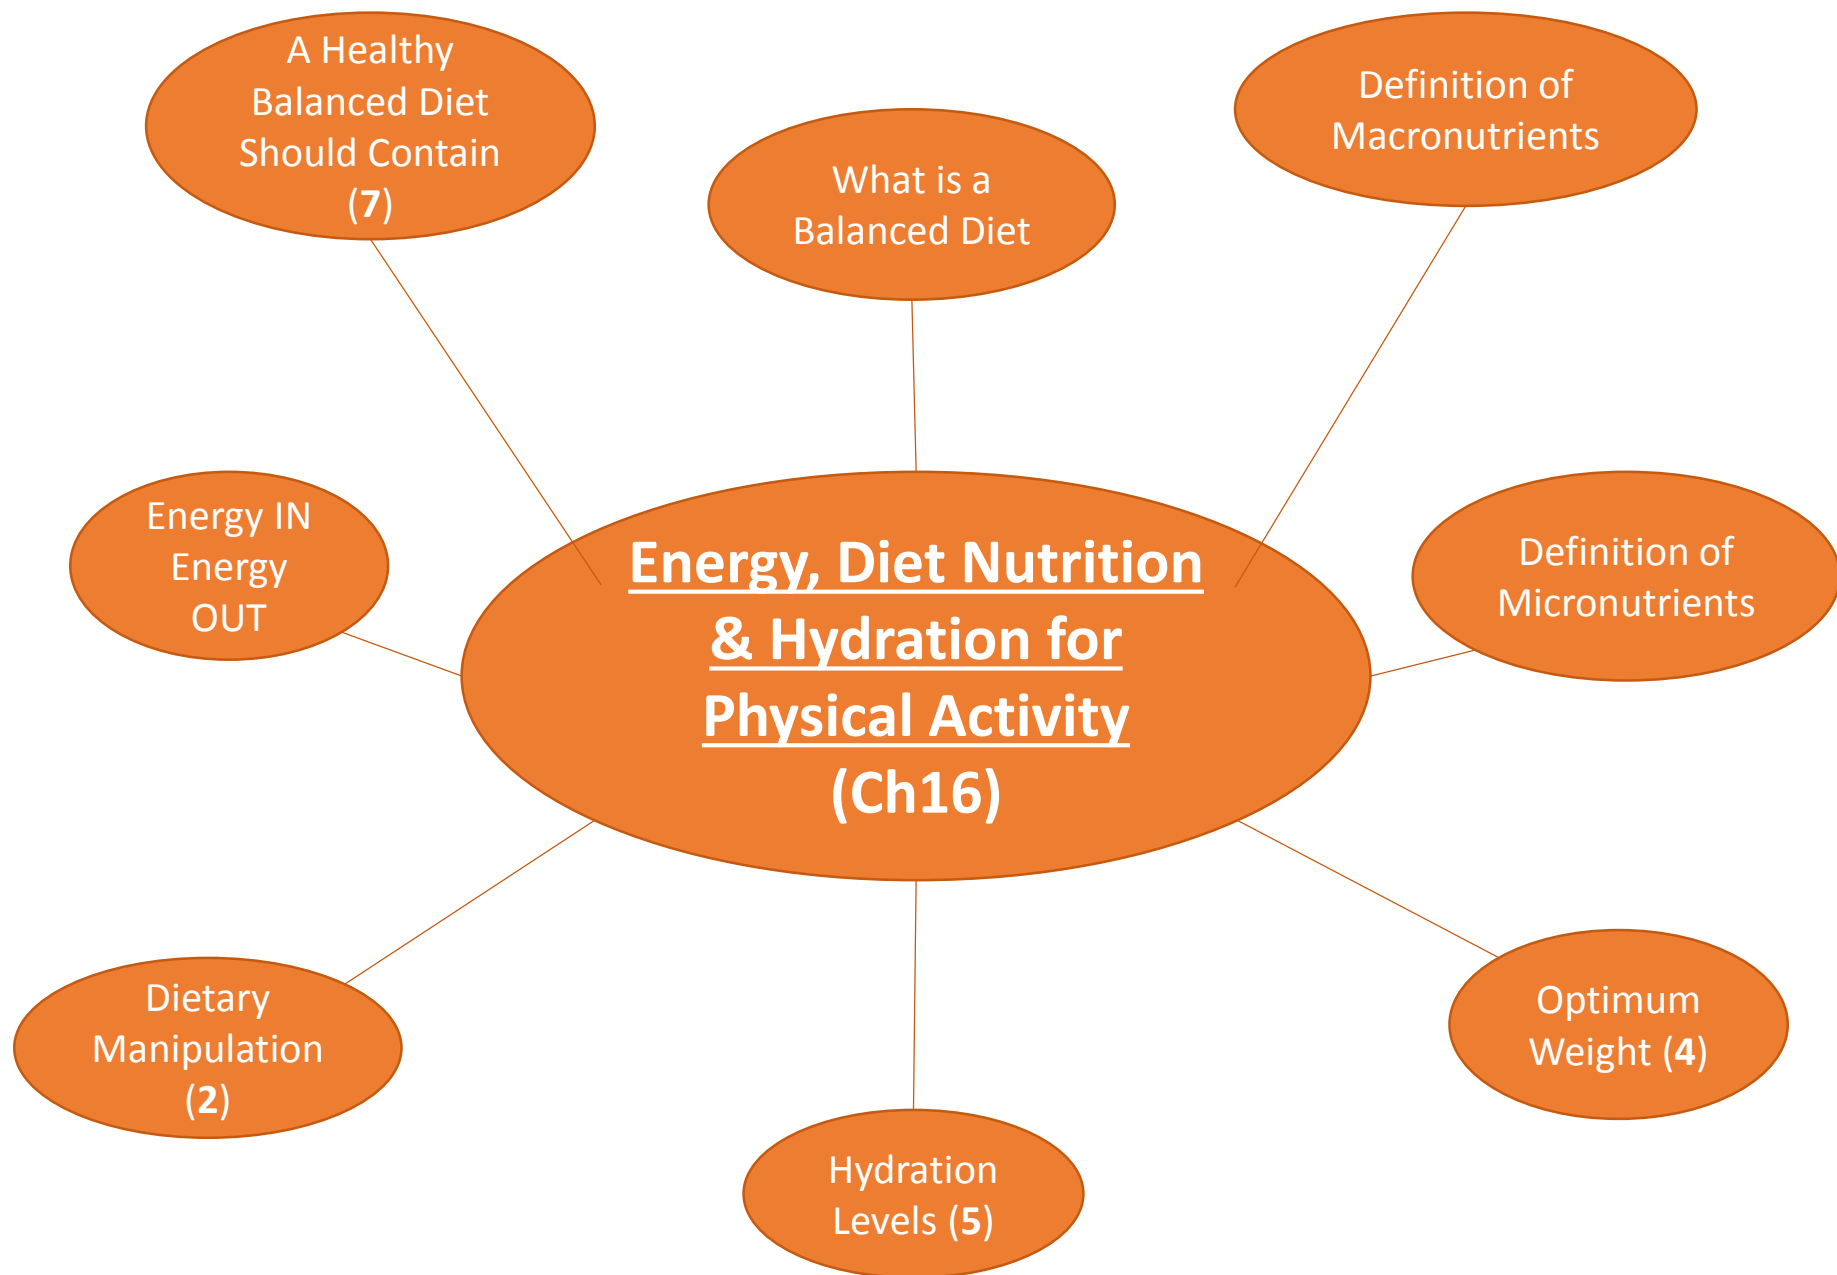 A Healthy
Balanced Diet
Should Contain
(7)
What is a
Balanced Diet
Definition of
Macronutrients
Energy IN
Energy
OUT
Energy, Diet Nutrition
& Hydration for
Physical Activity
(Ch16)
Definition of
Micronutrients
Dietary
Manipulation
(2)
Hydration
Levels (5)
Optimum
Weight (4)